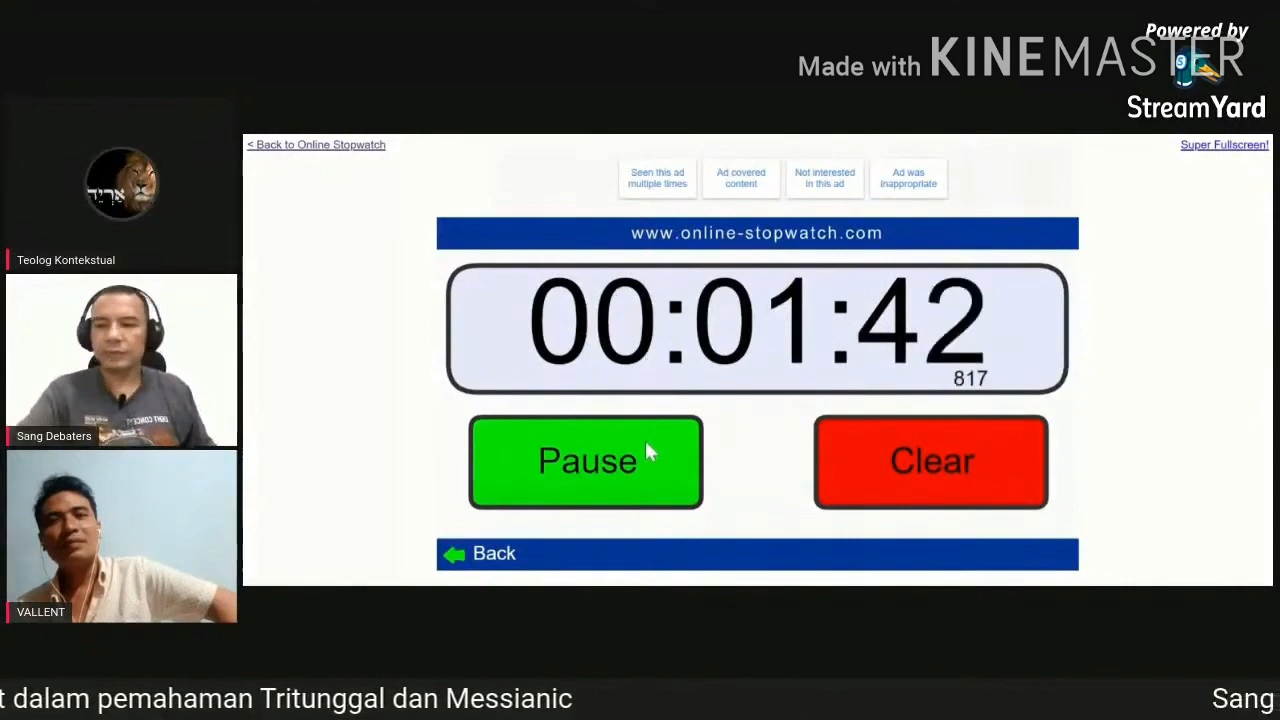 Powered by
Made with KINEMASTER
StreamYard
< Back to Online Stopwatch
Super Fullscreen!
Seen this ad
multiple times
Ad covered
content
Not interested
in this ad
Ad was
inappropriate
www.online-stopwatch.com
00:01:42
817
Pause
Clear
Back
אַרְיֵה
Teolog Kontekstual
Sang Debaters
VALLENT
t dalam pemahaman Tritunggal dan Messianic
Sang